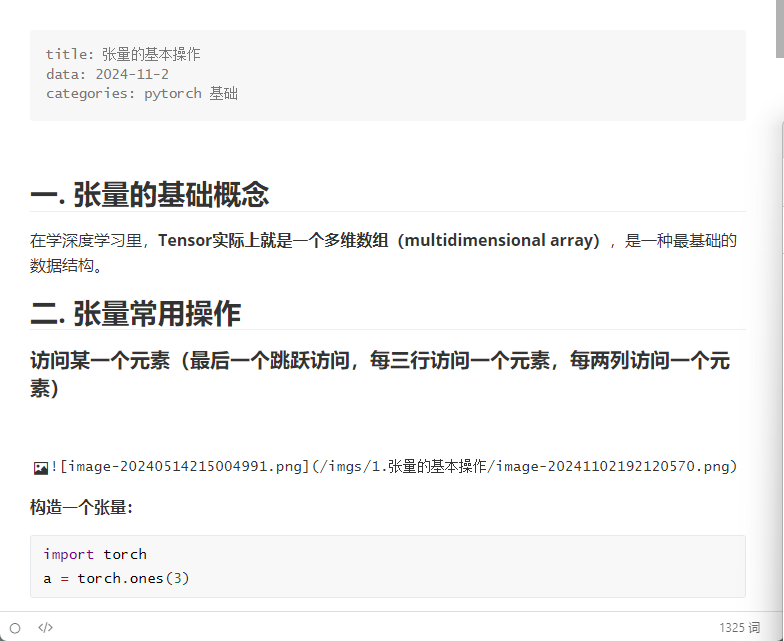 title: 张量的基本操作
data: 2024-11-2
categories: pytorch 基础
一. 张量的基础概念
在学深度学习里，Tensor实际上就是一个多维数组（multidimensional array），是一种最基础的
数据结构。
二. 张量常用操作
访问某一个元素（最后一个跳跃访问，每三行访问一个元素，每两列访问一个元
素）
![image-20240514215004991.png](/imgs/1.张量的基本操作/image-20241102192120570.png)
构造一个张量：
import torch
a = torch.ones(3)
</> 1325 词